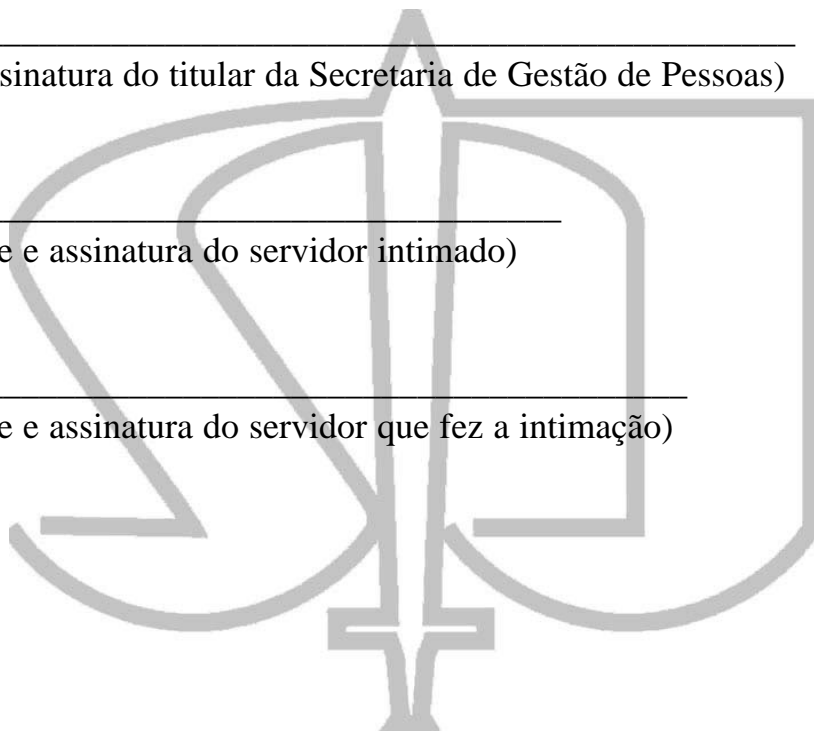 sinatura do titular da Secretaria de Gestão de Pessoas)
e e assinatura do servidor intimado)
e e assinatura do servidor que fez a intimação)